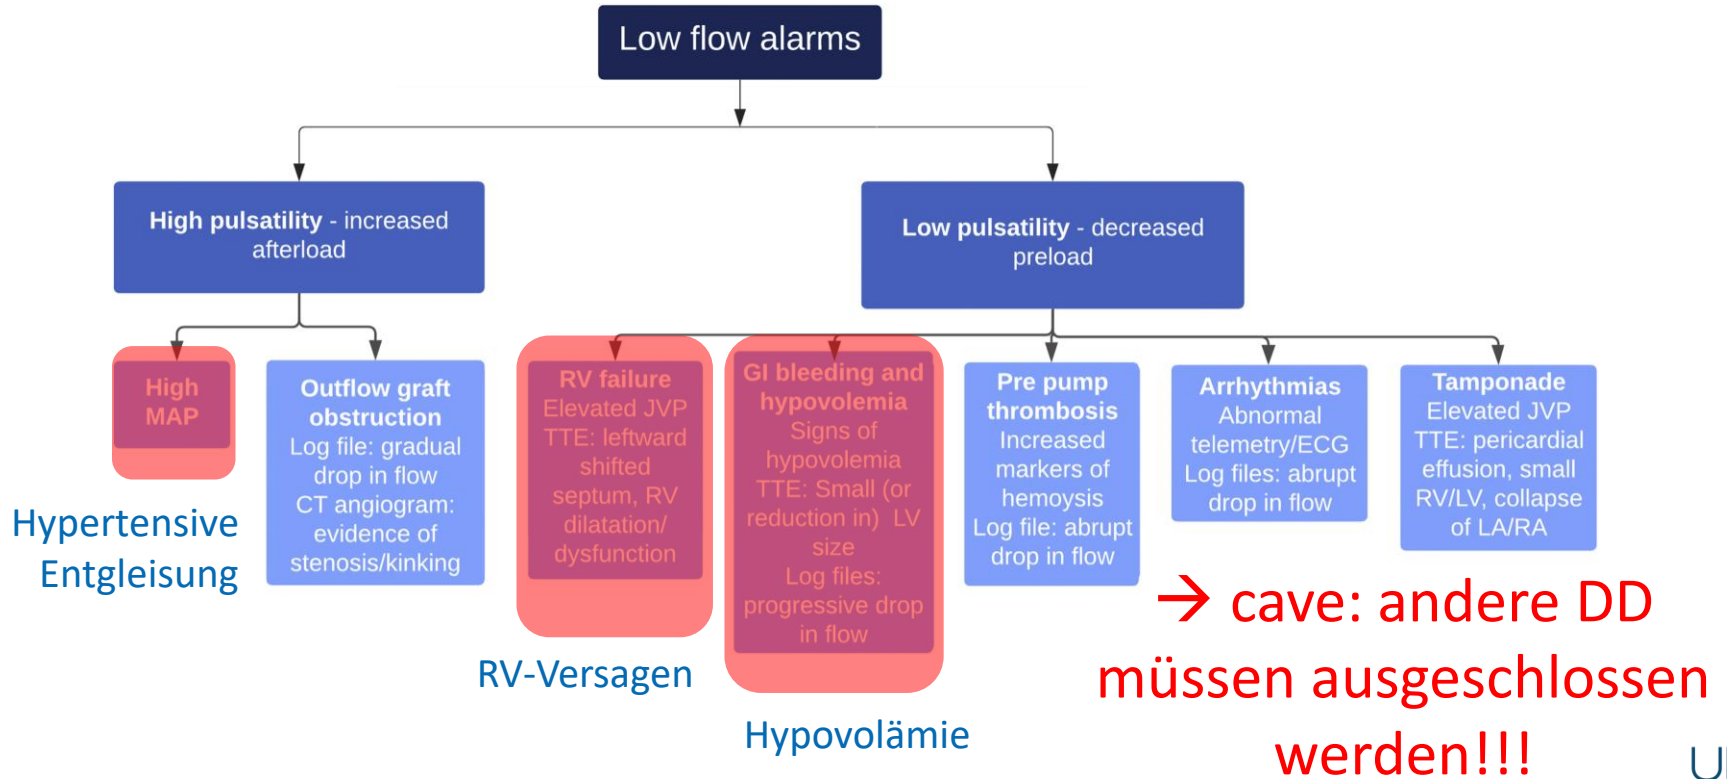 Low flow alarms
High pulsatility - increased
afterload
Low pulsatility - decreased
preload
High
MAP
Outflow graft
obstruction
Log file: gradual
drop in flow
CT angiogram:
evidence of
stenosis/kinking
RV failure
Elevated JVP
TTE: leftward
shifted
septum, RV
dilatation/
dysfunction
GI bleeding and
hypovolemia
Signs of
hypovolemia
TTE: Small (or
reduction in) LV
size
Log files:
progressive drop
in flow
Pre pump
thrombosis
Increased
markers of
hemoysis
Log file: abrupt
drop in flow
Arrhythmias
Abnormal
telemetry/ECG
Log files: abrupt
drop in flow
Tamponade
Elevated JVP
TTE: pericardial
effusion, small
RV/LV, collapse
of LA/RA
Hypertensive
Entgleisung
RV-Versagen
Hypovolämie
→ cave: andere DD
müssen ausgeschlossen
werden!!!